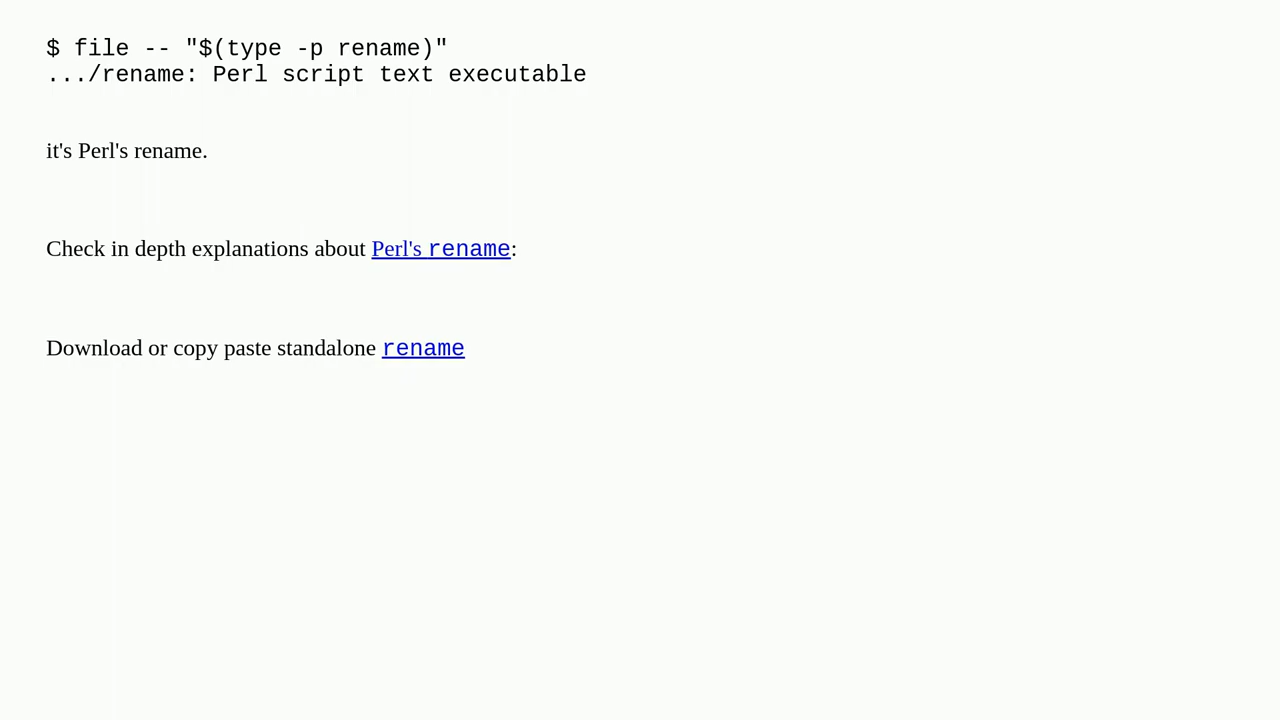 $ file -- "$(type -p rename)"
.../rename: Perl script text executable
it's Perl's rename.
Check in depth explanations about Perl's rename:
Download or copy paste standalone rename